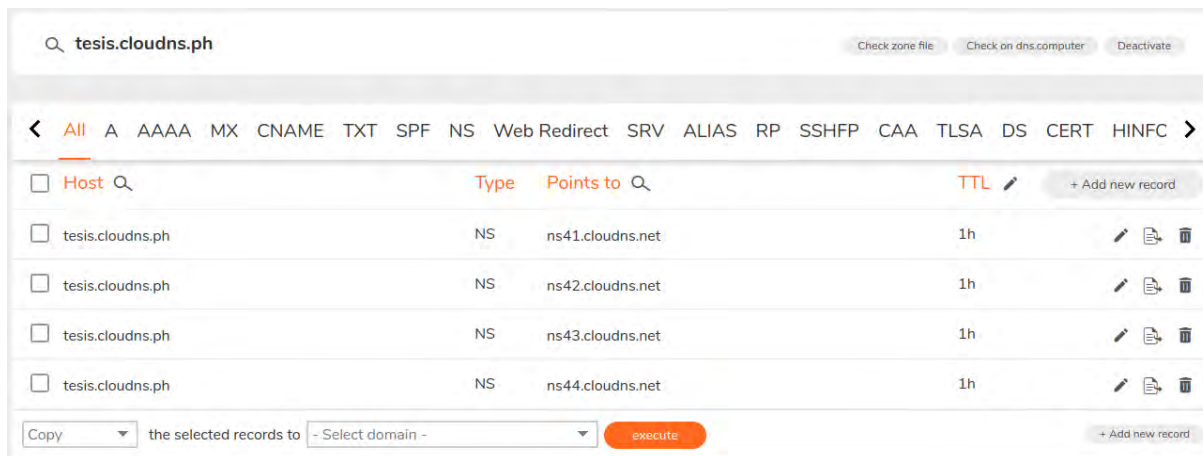 tesis.cloudns.ph Check zone file Check on dns.computer Deactivate
All A AAAA MX CNAME TXT SPF NS Web Redirect SRV ALIAS RP SSHFP CAA TLSA DS CERT HINFC
Host Type Points to TTL + Add new record
tesis.cloudns.ph NS ns41.cloudns.net 1h
tesis.cloudns.ph NS ns42.cloudns.net 1h
tesis.cloudns.ph NS ns43.cloudns.net 1h
tesis.cloudns.ph NS ns44.cloudns.net 1h
Copy the selected records to - Select domain - execute + Add new record